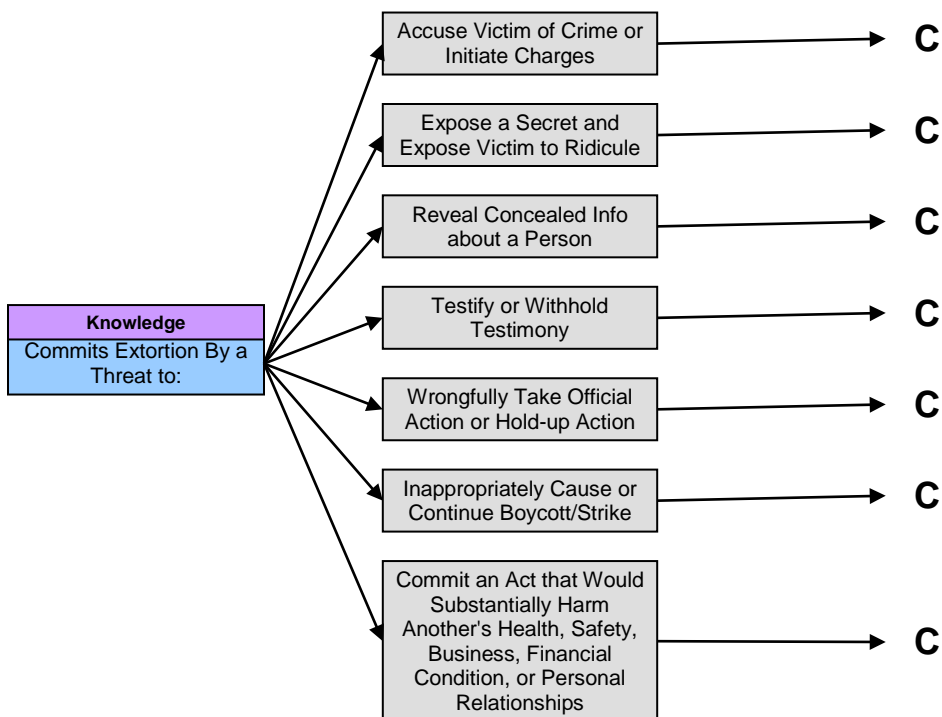 Accuse Victim of Crime or
Initiate Charges
C
Expose a Secret and
Expose Victim to Ridicule
C
Reveal Concealed Info
about a Person
C
Knowledge
Commits Extortion By a
Threat to:
Testify or Withhold
Testimony
C
Wrongfully Take Official
Action or Hold-up Action
C
Inappropriately Cause or
Continue Boycott/Strike
C
Commit an Act that Would
Substantially Harm
Another's Health, Safety,
Business, Financial
Condition, or Personal
Relationships
C